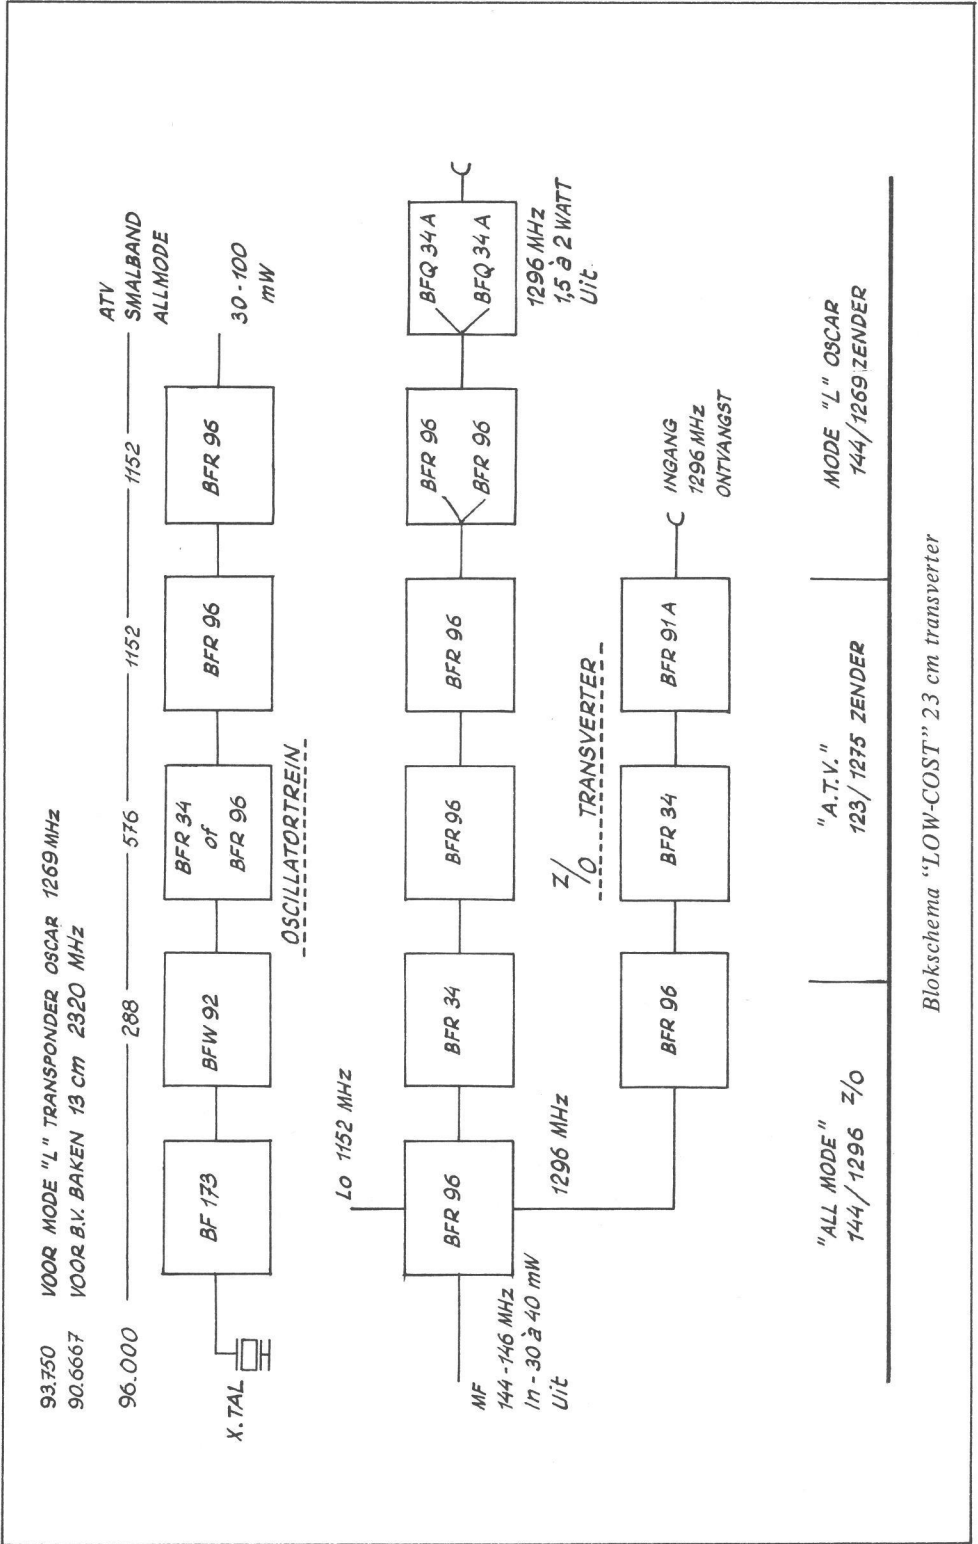 93.750 VOOR MODE "L" TRANSPONDER OSCAR 1269 MHz
90.6667 VOOR B.V. BAKEN 13 cm 2320 MHz
96.000 288 576 1152 1152
ATV
SMALBAND
ALLMODE
X.TAL
BF 173
BFW 92
BFR 34
of
BFR 96
BFR 96
BFR 96
30-100
mW
OSCILLATORTREIN
Lo 1152 MHz
MF
144-146 MHz
In - 30 à 40 mW
Uit
BFR 96
BFR 34
BFR 96
BFR 96
BFR 96
BFR 96
BFQ 34 A
BFQ 34 A
1296 MHz
1,5 à 2 WATT
Uit
1296 MHz
Z/O TRANSVERTER
BFR 96
BFR 34
BFR 91 A
INGANG
1296 MHz
ONTVANGST
"ALL MODE"
144/1296 Z/O
"A.T.V."
123/1275 ZENDER
MODE "L" OSCAR
144/1269 ZENDER
Blokschema "LOW-COST" 23 cm transverter